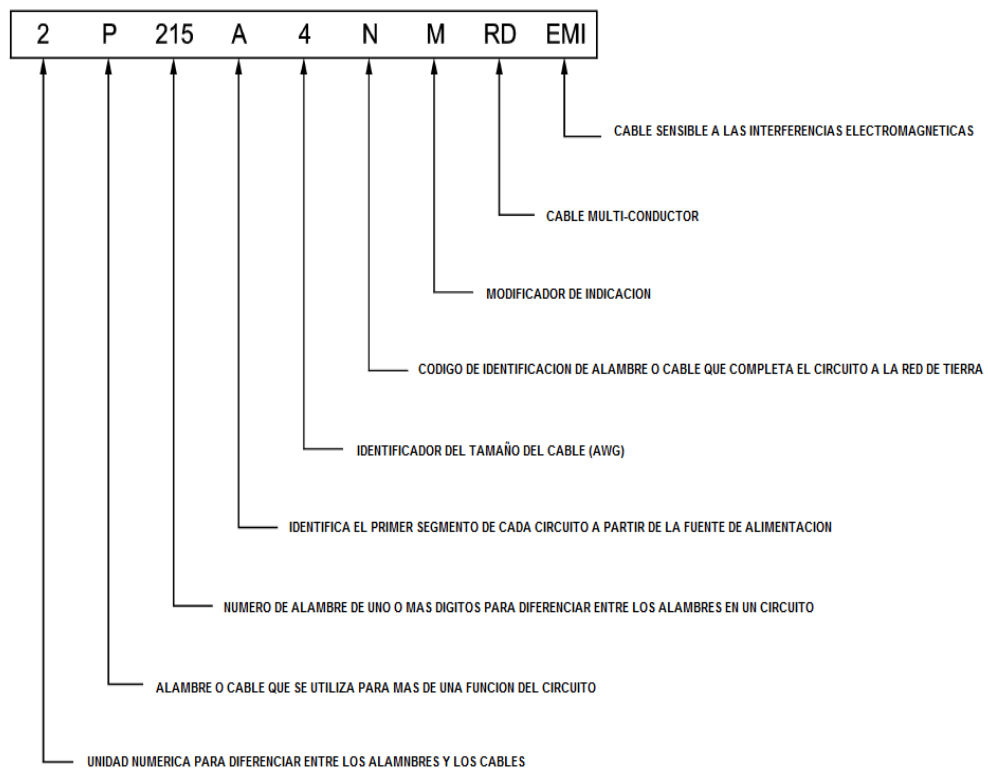 2 P 215 A 4 N M RD EMI
CABLE SENSIBLE A LAS INTERFERENCIAS ELECTROMAGNETICAS
CABLE MULTI-CONDUCTOR
MODIFICADOR DE INDICACION
CODIGO DE IDENTIFICACION DE ALAMBRE O CABLE QUE COMPLETA EL CIRCUITO A LA RED DE TIERRA
IDENTIFICADOR DEL TAMAÑO DEL CABLE (AWG)
IDENTIFICA EL PRIMER SEGMENTO DE CADA CIRCUITO A PARTIR DE LA FUENTE DE ALIMENTACION
NUMERO DE ALAMBRE DE UNO O MAS DIGITOS PARA DIFERENCIAR ENTRE LOS ALAMBRES EN UN CIRCUITO
ALAMBRE O CABLE QUE SE UTILIZA PARA MAS DE UNA FUNCION DEL CIRCUITO
UNIDAD NUMERICA PARA DIFERENCIAR ENTRE LOS ALAMNBRES Y LOS CABLES